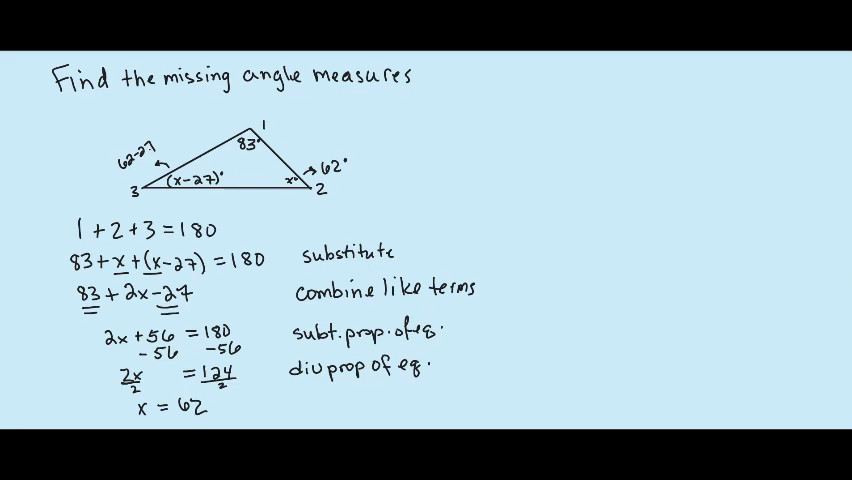 Find the missing angle measures
1
83°
62-27
(x-27)°
x°
62°
3
2
1 + 2 + 3 = 180
83 + x + (x-27) = 180 substitute
83 + 2x - 27 combine like terms
2x + 56 = 180 subt. prop. of eq.
- 56 - 56
2x/2 = 124/2 div prop of eq.
x = 62